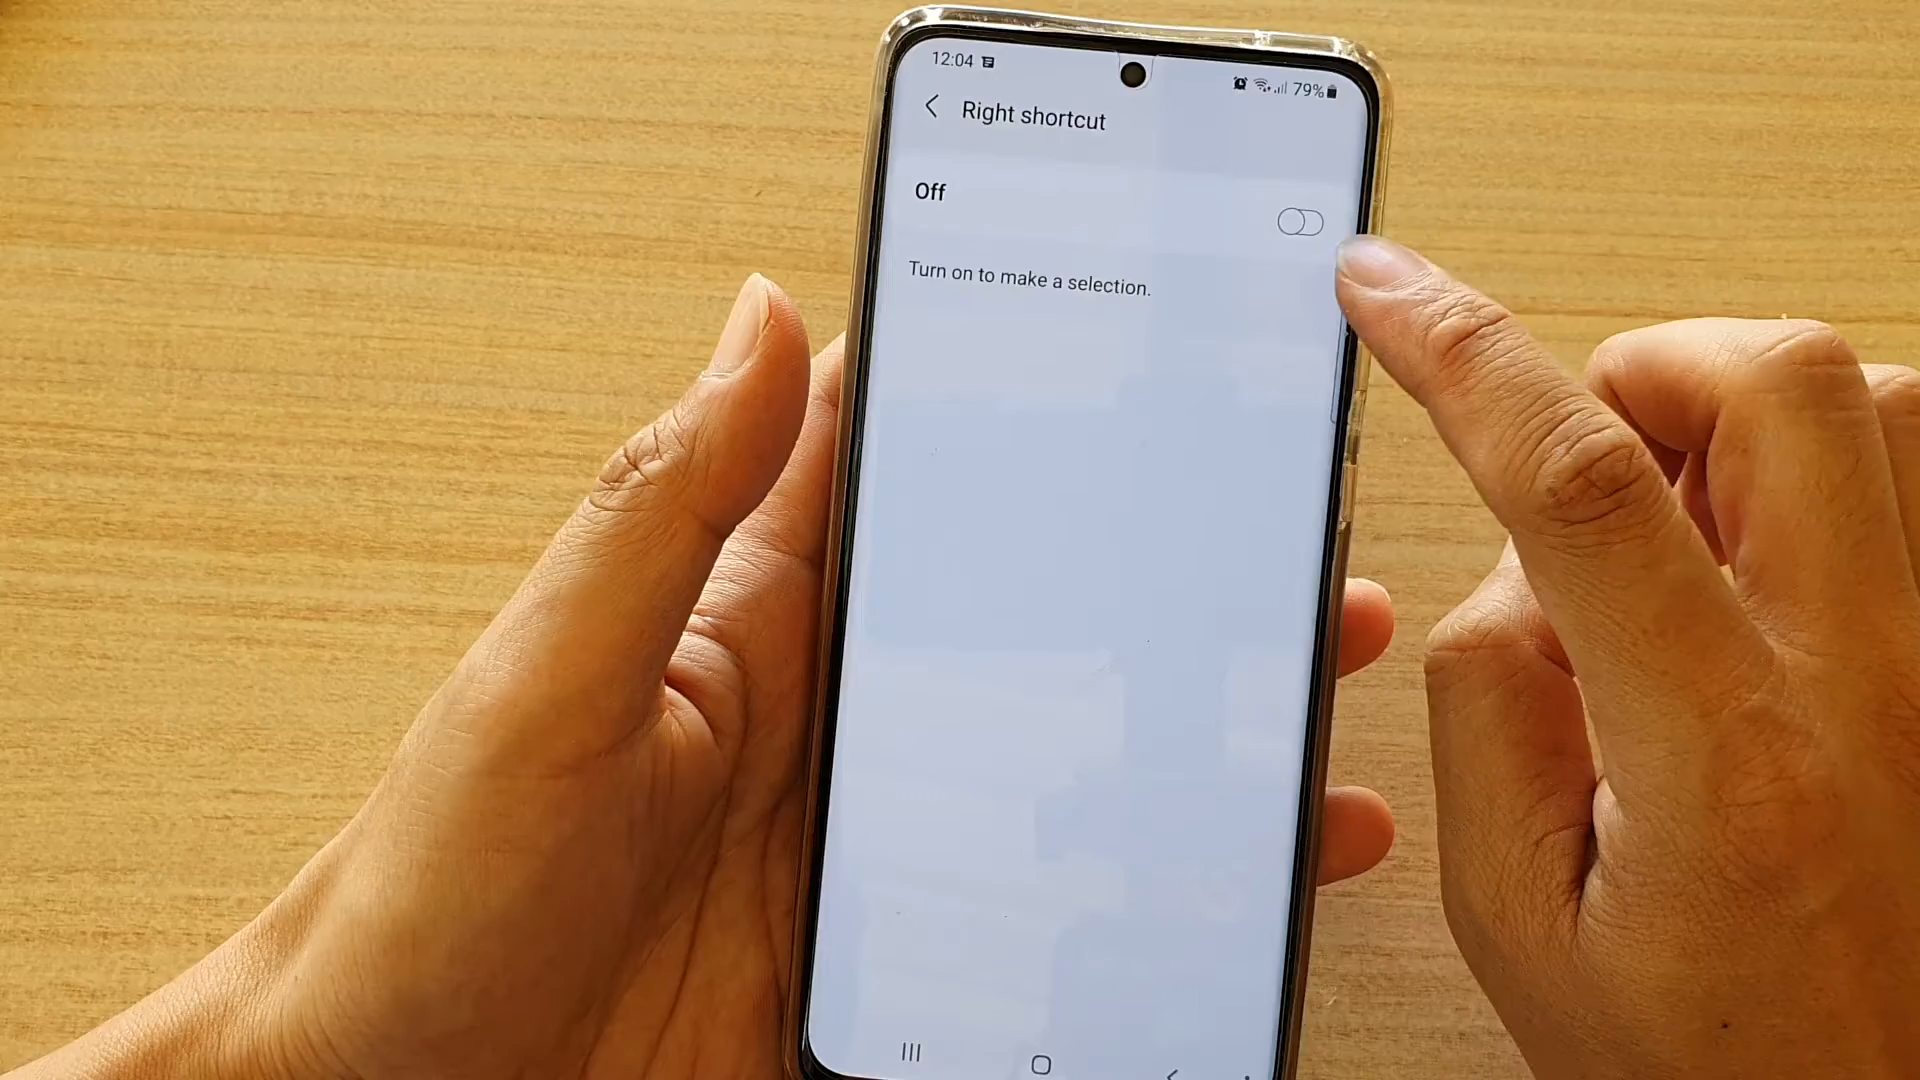 12:04
79%
Right shortcut
Off
Turn on to make a selection.